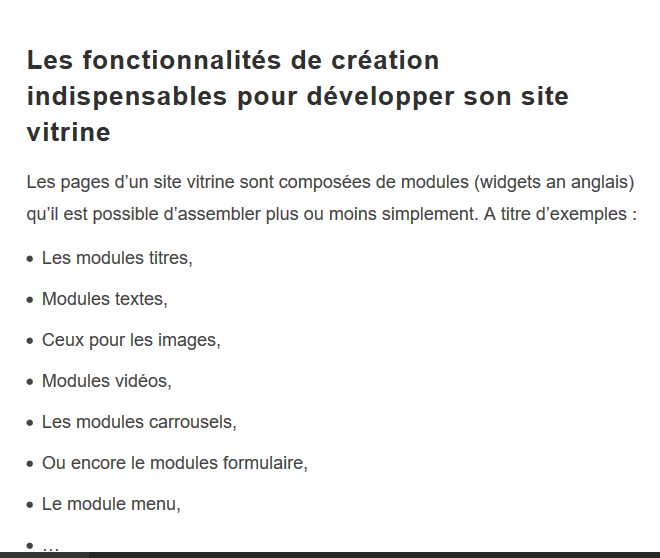 Les fonctionnalités de création
indispensables pour développer son site
vitrine
Les pages d’un site vitrine sont composées de modules (widgets an anglais)
qu’il est possible d’assembler plus ou moins simplement. A titre d’exemples :
• Les modules titres,
• Modules textes,
• Ceux pour les images,
• Modules vidéos,
• Les modules carrousels,
• Ou encore le modules formulaire,
• Le module menu,
• …